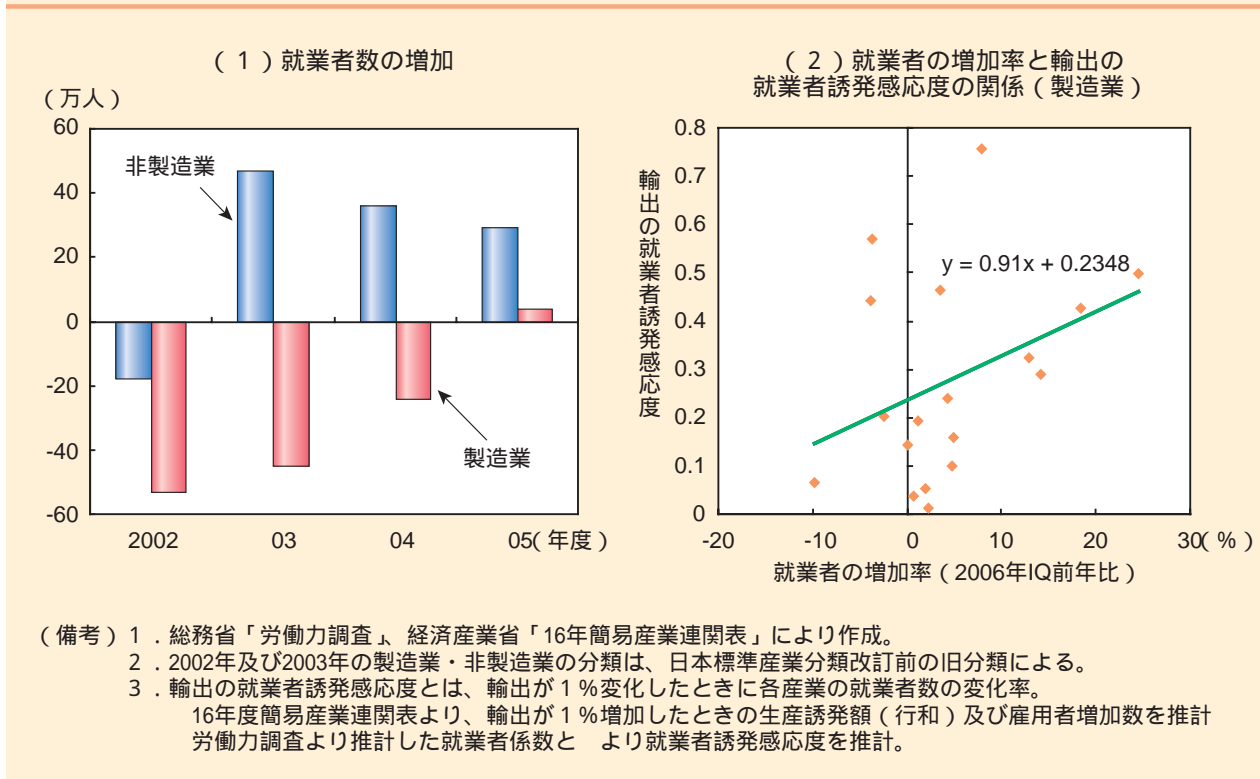 （１）就業者数の増加
（万人）
60
40
20
0
-20
-40
-60
非製造業
製造業
2002 03 04 05（年度）
（２）就業者の増加率と輸出の
就業者誘発感応度の関係（製造業）
輸出の就業者誘発感応度
0.8
0.7
0.6
0.5
0.4
0.3
0.2
0.1
0
y = 0.91x + 0.2348
-20 -10 0 10 20 30（％）
就業者の増加率（2006年IQ前年比）
（備考）１．総務省「労働力調査」、経済産業省「16年簡易産業連関表」により作成。
２．2002年及び2003年の製造業・非製造業の分類は、日本標準産業分類改訂前の旧分類による。
３．輸出の就業者誘発感応度とは、輸出が１％変化したときに各産業の就業者数の変化率。
16年度簡易産業連関表より、輸出が１％増加したときの生産誘発額（行和）及び雇用者増加数を推計
労働力調査より推計した就業者係数と　より就業者誘発感応度を推計。